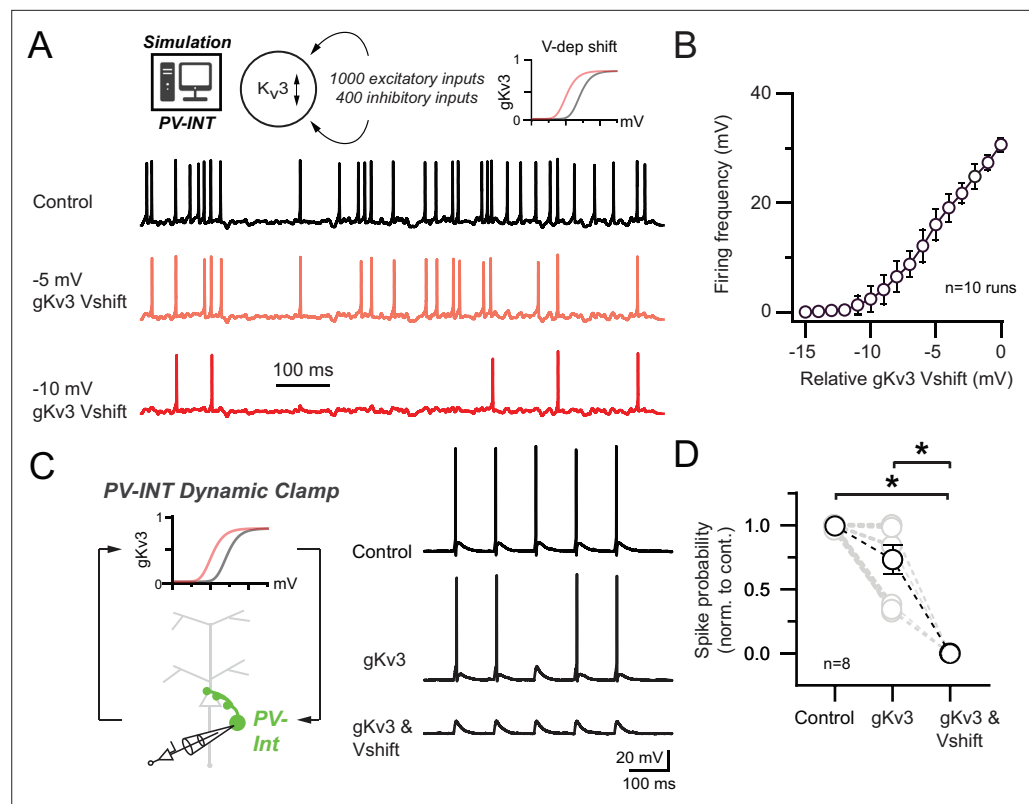 A
Simulation
PV-INT
Kv3
1000 excitatory inputs
400 inhibitory inputs
V-dep shift
1
gKv3
0
mV
Control
-5 mV
gKv3 Vshift
-10 mV
gKv3 Vshift
100 ms
B
Firing frequency (mV)
40
20
0
n=10 runs
-15 -10 -5 0
Relative gKv3 Vshift (mV)
C
PV-INT Dynamic Clamp
1
gKv3
0
mV
PV-
Int
Control
gKv3
gKv3 &
Vshift
20 mV
100 ms
D
* 
*
Spike probability
(norm. to cont.)
1.0
0.5
0.0
n=8
Control gKv3 gKv3 &
Vshift